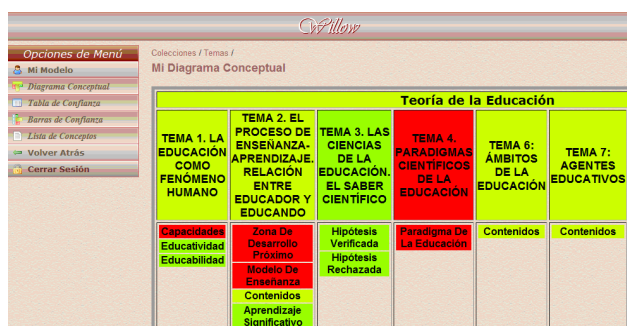 Willow
Opciones de Menú
Mi Modelo
Diagrama Conceptual
Tabla de Confianza
Barras de Confianza
Lista de Conceptos
Volver Atrás
Cerrar Sesión
Colecciones / Temas /
Mi Diagrama Conceptual
Teoría de la Educación
TEMA 1. LA
EDUCACIÓN
COMO
FENÓMENO
HUMANO
TEMA 2. EL
PROCESO DE
ENSEÑANZA-
APRENDIZAJE.
RELACIÓN
ENTRE
EDUCADOR Y
EDUCANDO
TEMA 3. LAS
CIENCIAS
DE LA
EDUCACIÓN.
EL SABER
CIENTÍFICO
TEMA 4.
PARADIGMAS
CIENTÍFICOS
DE LA
EDUCACIÓN
TEMA 6:
ÁMBITOS
DE LA
EDUCACIÓN
TEMA 7:
AGENTES
EDUCATIVOS
Capacidades
Educatividad
Educabilidad
Zona De
Desarrollo
Próximo
Modelo De
Enseñanza
Contenidos
Aprendizaje
Significativo
Hipótesis
Verificada
Hipótesis
Rechazada
Paradigma De
La Educación
Contenidos
Contenidos